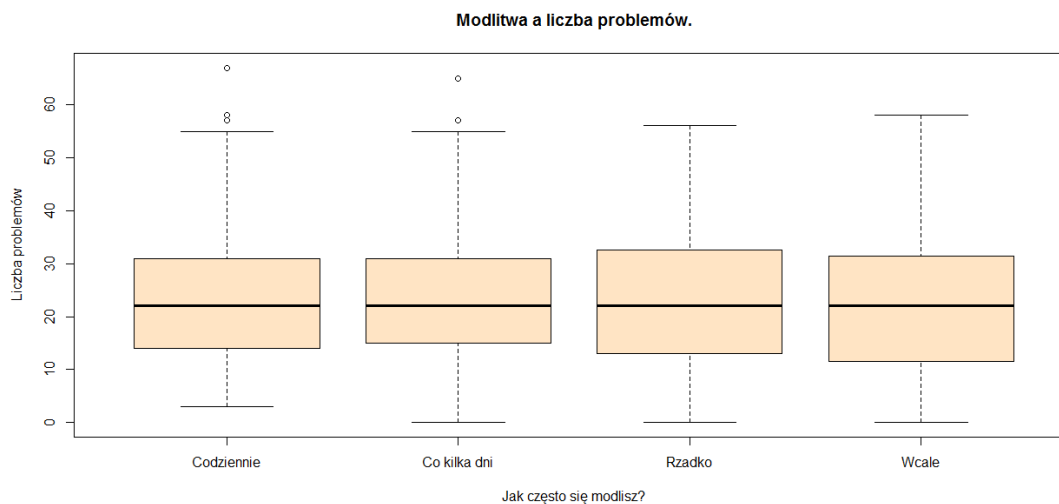 Modlitwa a liczba problemów.
Liczba problemów
60
50
40
30
20
10
0
Codziennie Co kilka dni Rzadko Wcale
Jak często się modlisz?